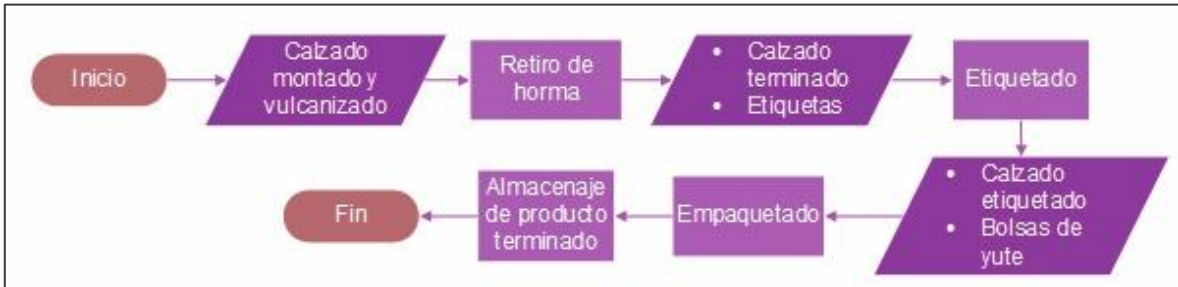 Inicio
Calzado
montado y
vulcanizado
Retiro de
horma
• Calzado
terminado
• Etiquetas
Etiquetado
• Calzado
etiquetado
• Bolsas de
yute
Empaquetado
Almacenaje
de producto
terminado
Fin